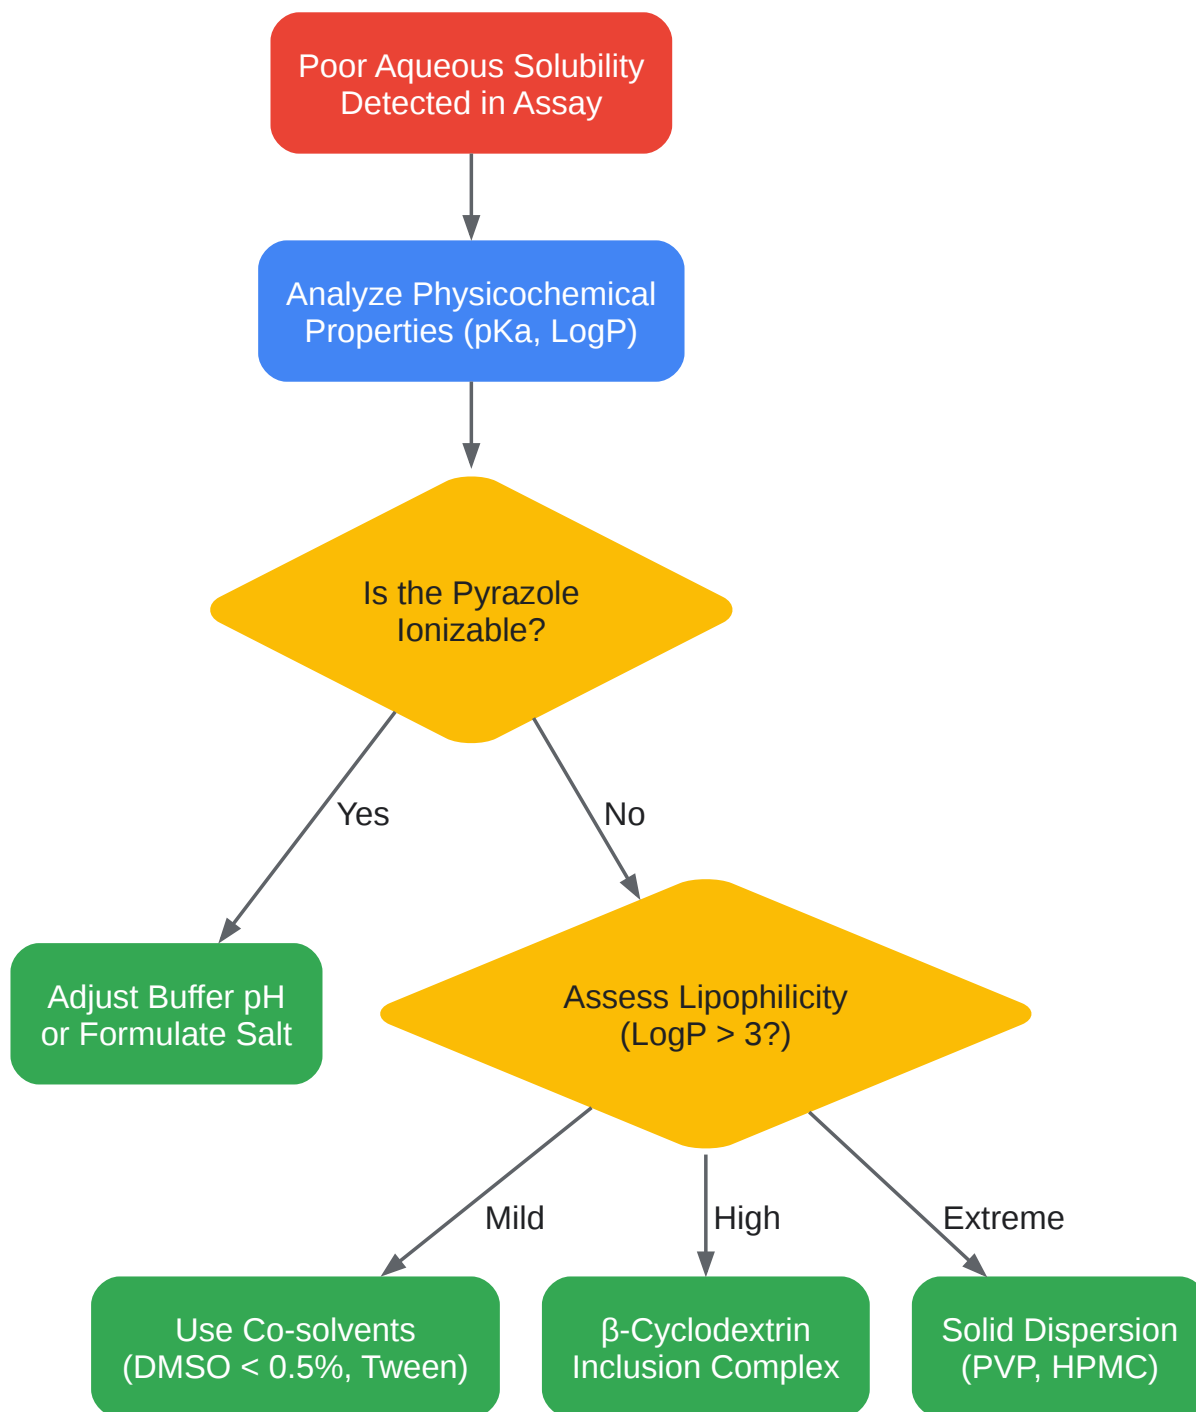 Poor Aqueous Solubility
Detected in Assay
Analyze Physicochemical
Properties (pKa, LogP)
Is the Pyrazole
Ionizable?
Yes
No
Adjust Buffer pH
or Formulate Salt
Assess Lipophilicity
(LogP > 3?)
Mild
High
Extreme
Use Co-solvents
(DMSO < 0.5%, Tween)
β-Cyclodextrin
Inclusion Complex
Solid Dispersion
(PVP, HPMC)